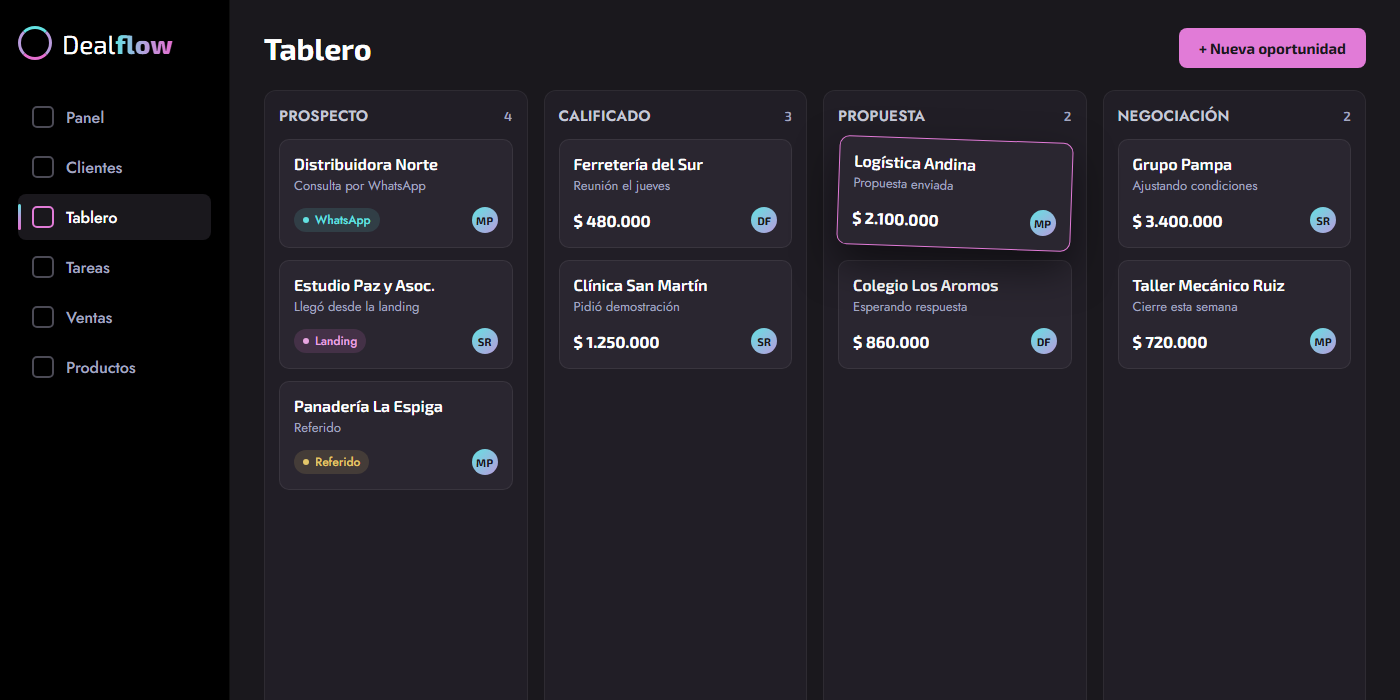 Dealflow
Panel
Clientes
Tablero
Tareas
Ventas
Productos
Tablero
+ Nueva oportunidad
PROSPECTO 4
Distribuidora Norte
Consulta por WhatsApp
WhatsApp MP
Estudio Paz y Asoc.
Llegó desde la landing
Landing SR
Panadería La Espiga
Referido
Referido MP
CALIFICADO 3
Ferretería del Sur
Reunión el jueves
$ 480.000 DF
Clínica San Martín
Pidió demostración
$ 1.250.000 SR
PROPUESTA 2
Logística Andina
Propuesta enviada
$ 2.100.000 MP
Colegio Los Aromos
Esperando respuesta
$ 860.000 DF
NEGOCIACIÓN 2
Grupo Pampa
Ajustando condiciones
$ 3.400.000 SR
Taller Mecánico Ruiz
Cierre esta semana
$ 720.000 MP